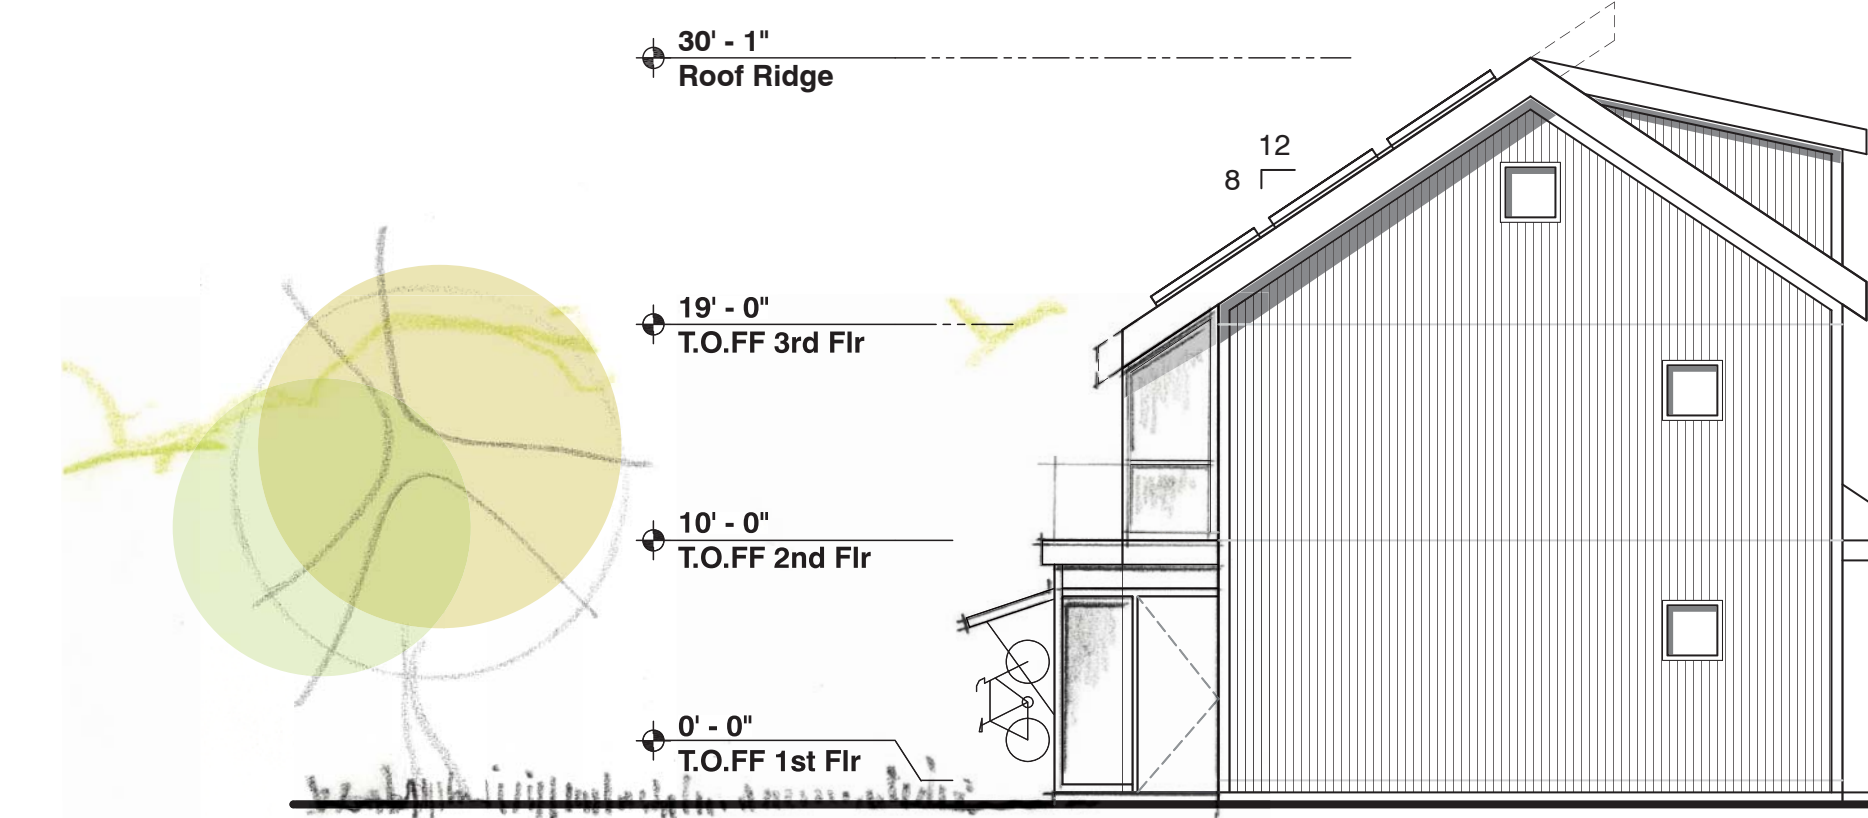 30' - 1"
Roof Ridge
12
8
19' - 0"
T.O.FF 3rd Flr
10' - 0"
T.O.FF 2nd Flr
0' - 0"
T.O.FF 1st Flr